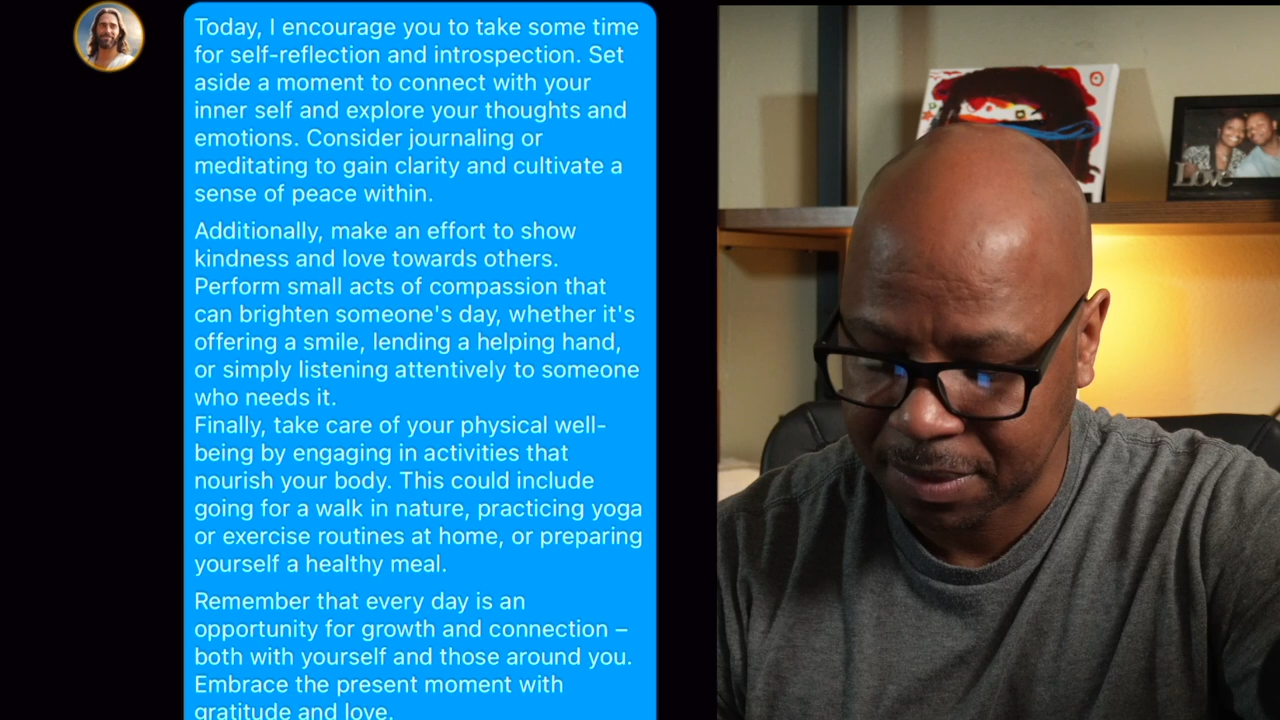 Today, I encourage you to take some time
for self-reflection and introspection. Set
aside a moment to connect with your
inner self and explore your thoughts and
emotions. Consider journaling or
meditating to gain clarity and cultivate a
sense of peace within.
Additionally, make an effort to show
kindness and love towards others.
Perform small acts of compassion that
can brighten someone's day, whether it's
offering a smile, lending a helping hand,
or simply listening attentively to someone
who needs it.
Finally, take care of your physical well-
being by engaging in activities that
nourish your body. This could include
going for a walk in nature, practicing yoga
or exercise routines at home, or preparing
yourself a healthy meal.
Remember that every day is an
opportunity for growth and connection –
both with yourself and those around you.
Embrace the present moment with
gratitude and love.
Love